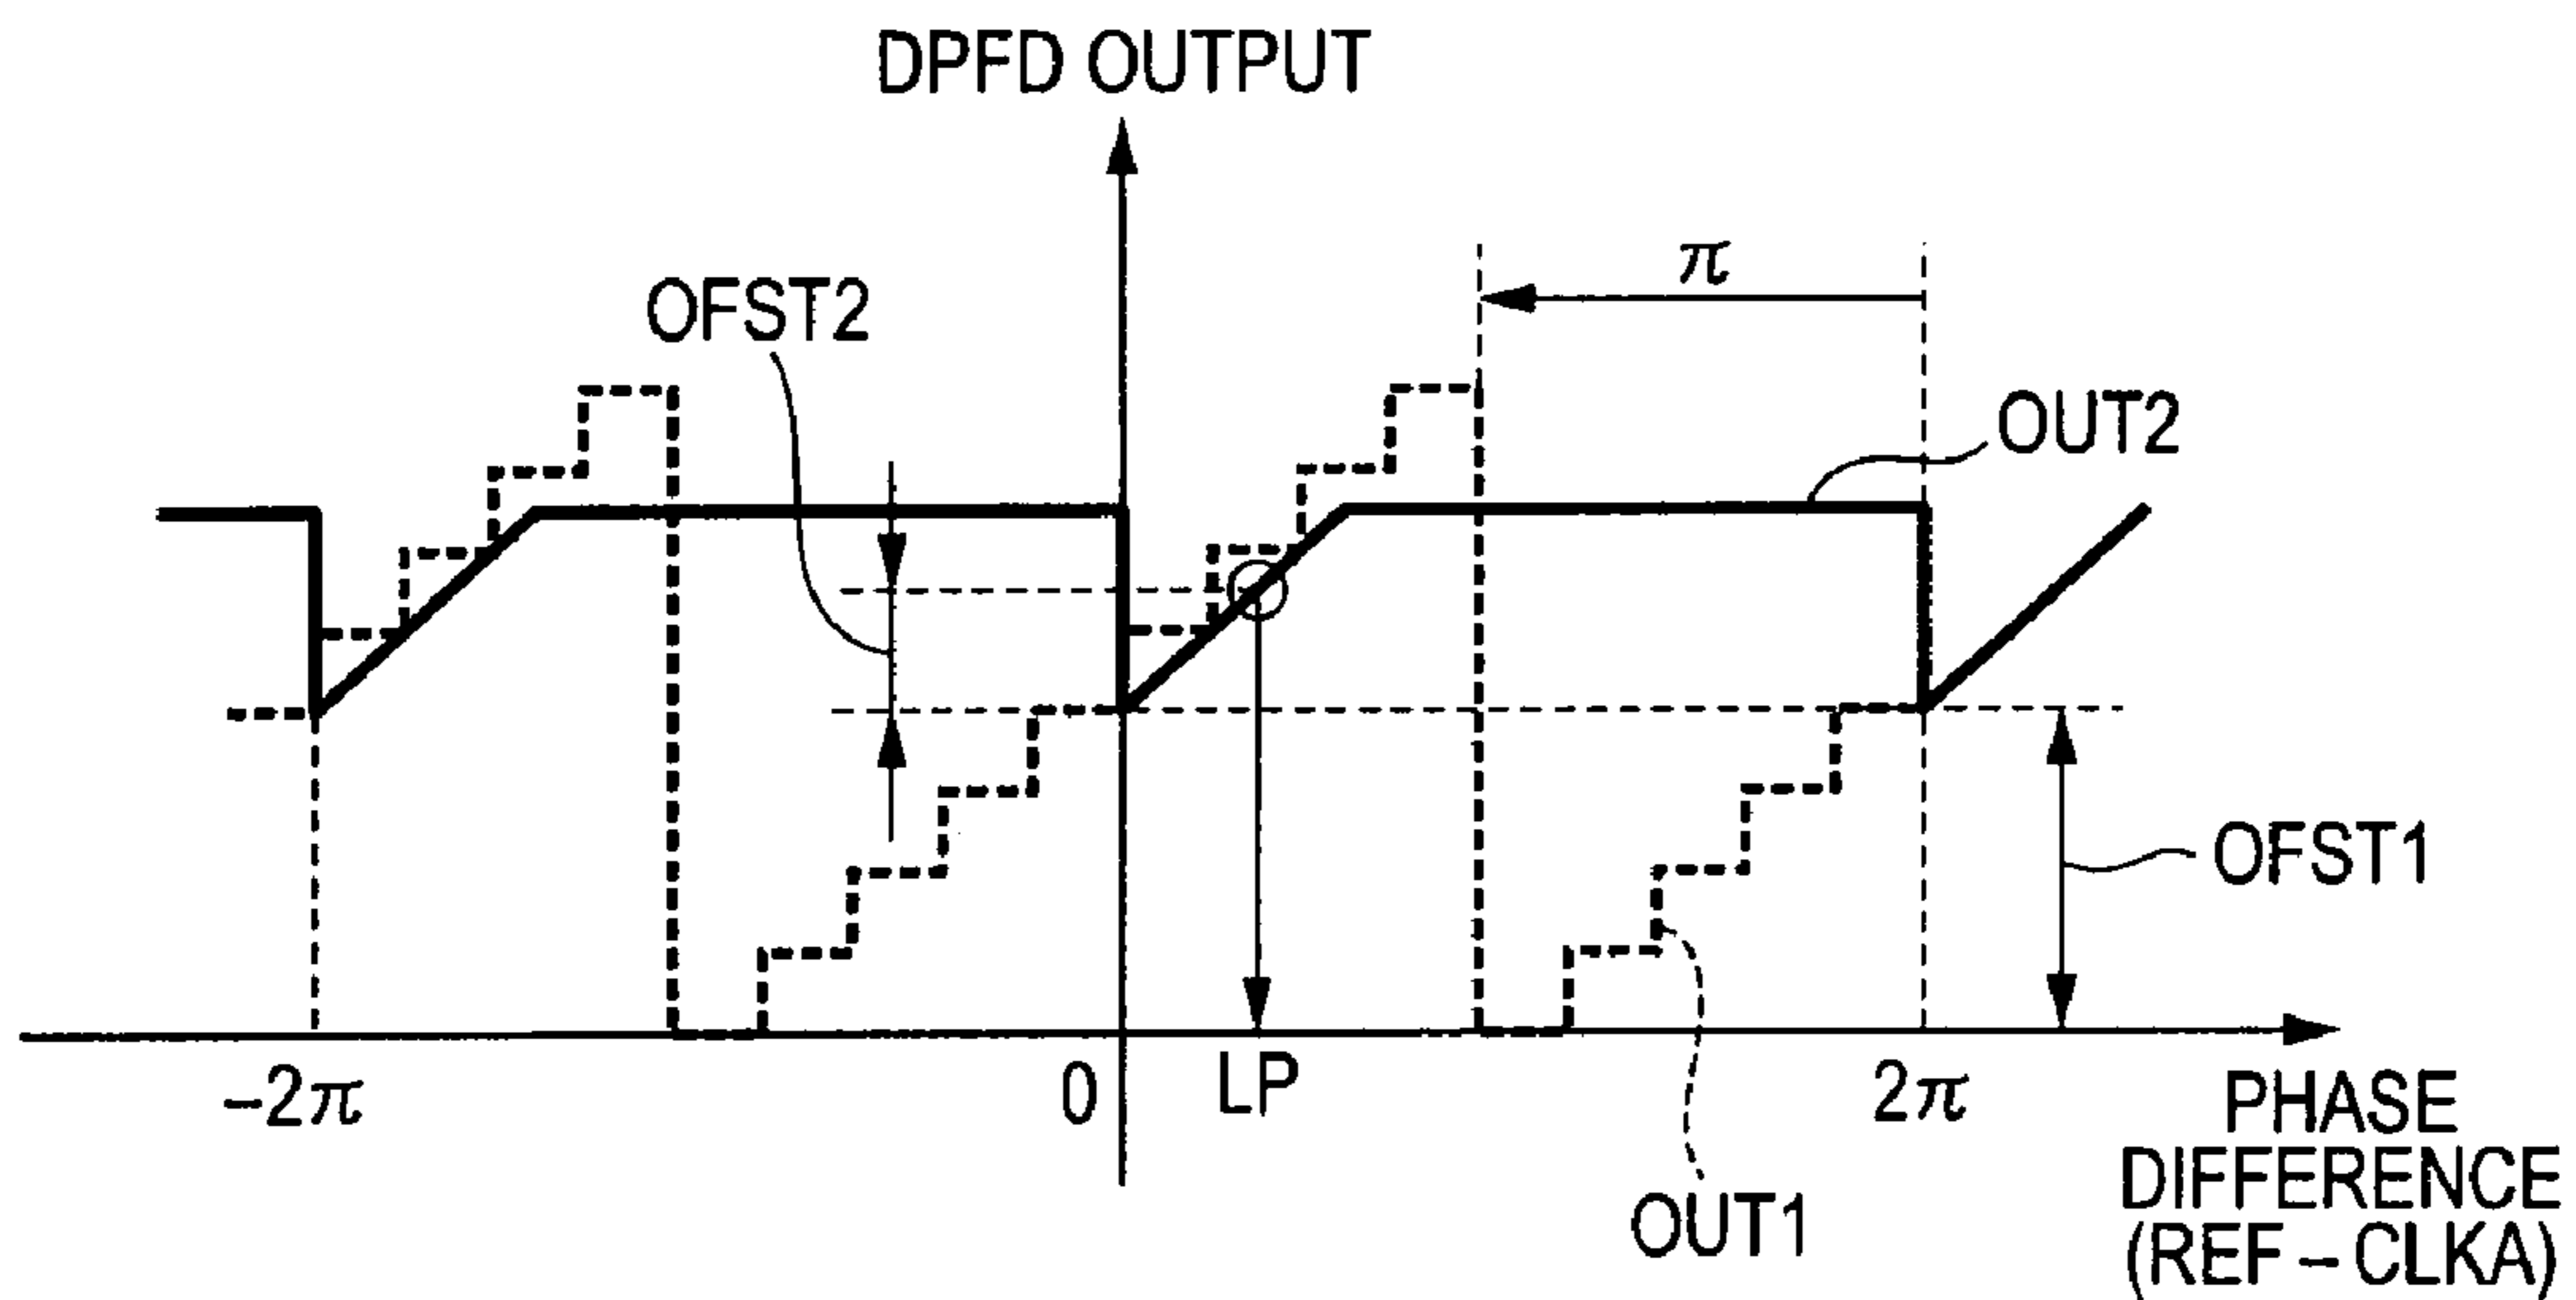 DPFD OUTPUT
π
OFST2
OUT2
OFST1
-2π
0
LP
2π
PHASE
DIFFERENCE
(REF – CLKA)
OUT1